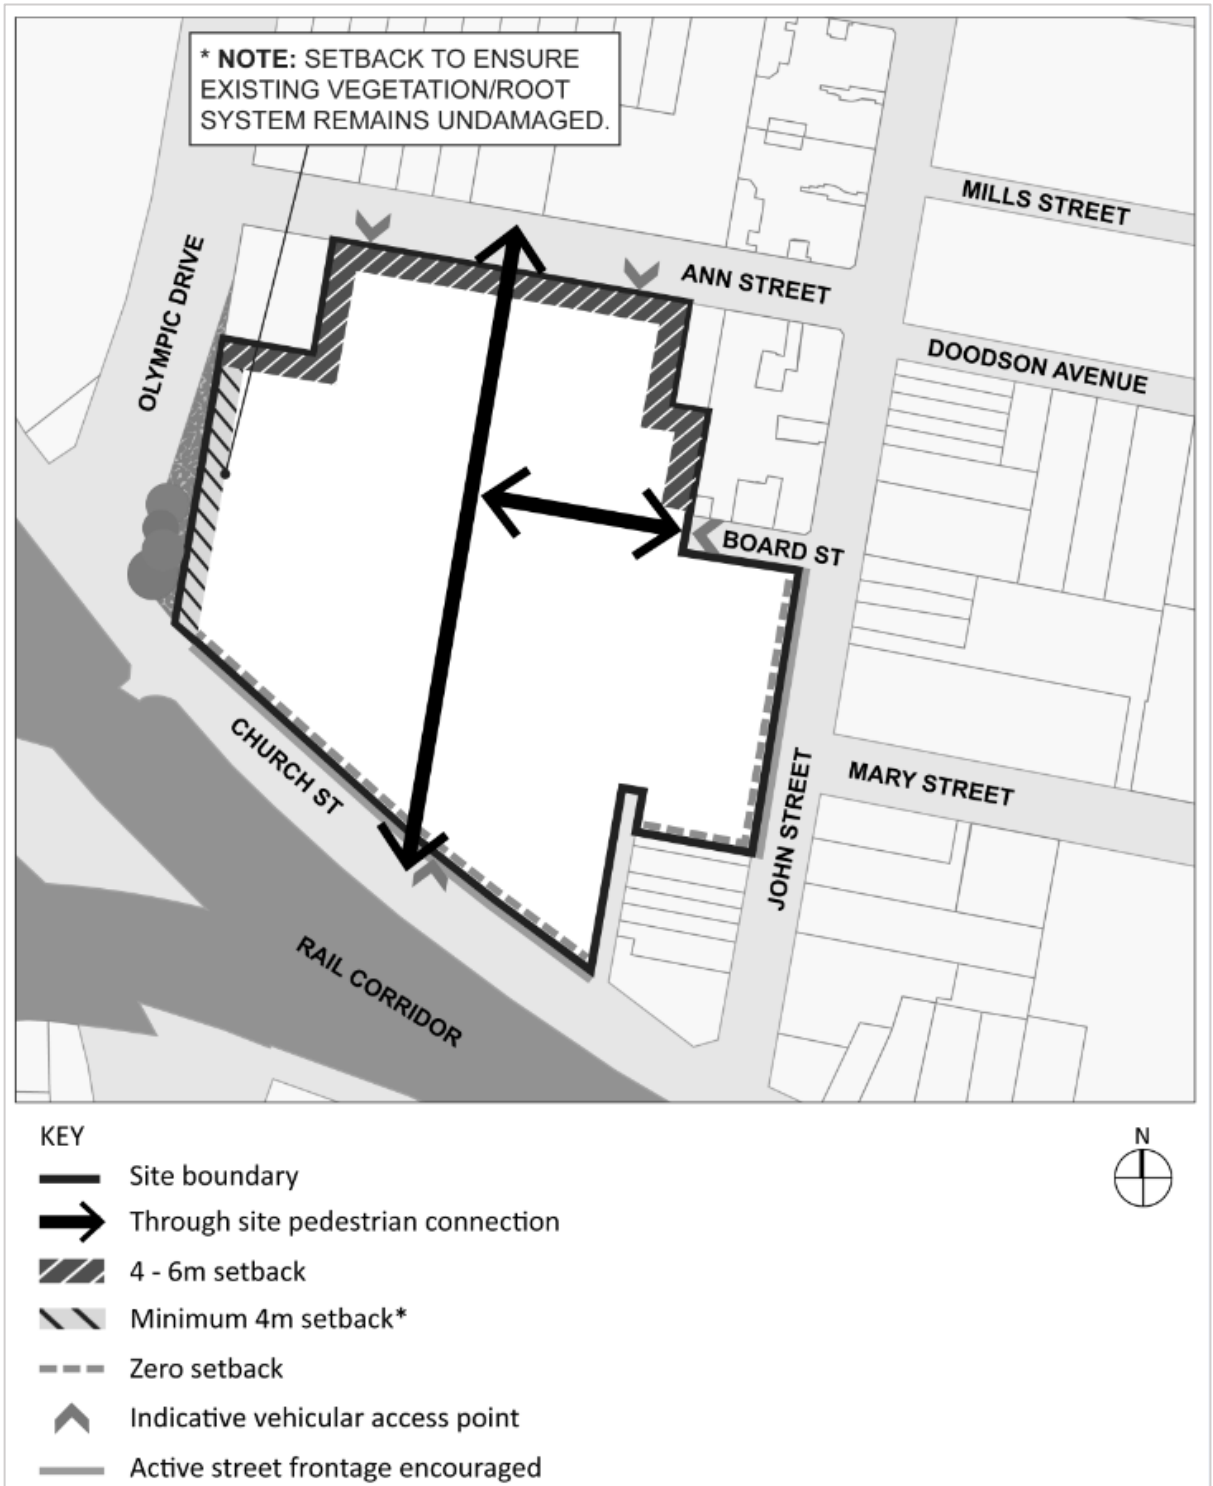 * NOTE: SETBACK TO ENSURE
EXISTING VEGETATION/ROOT
SYSTEM REMAINS UNDAMAGED.
MILLS STREET
ANN STREET
OLYMPIC DRIVE
DOODSON AVENUE
BOARD ST
CHURCH ST
JOHN STREET
MARY STREET
RAIL CORRIDOR
KEY
N
Site boundary
Through site pedestrian connection
4 - 6m setback
Minimum 4m setback*
Zero setback
Indicative vehicular access point
Active street frontage encouraged